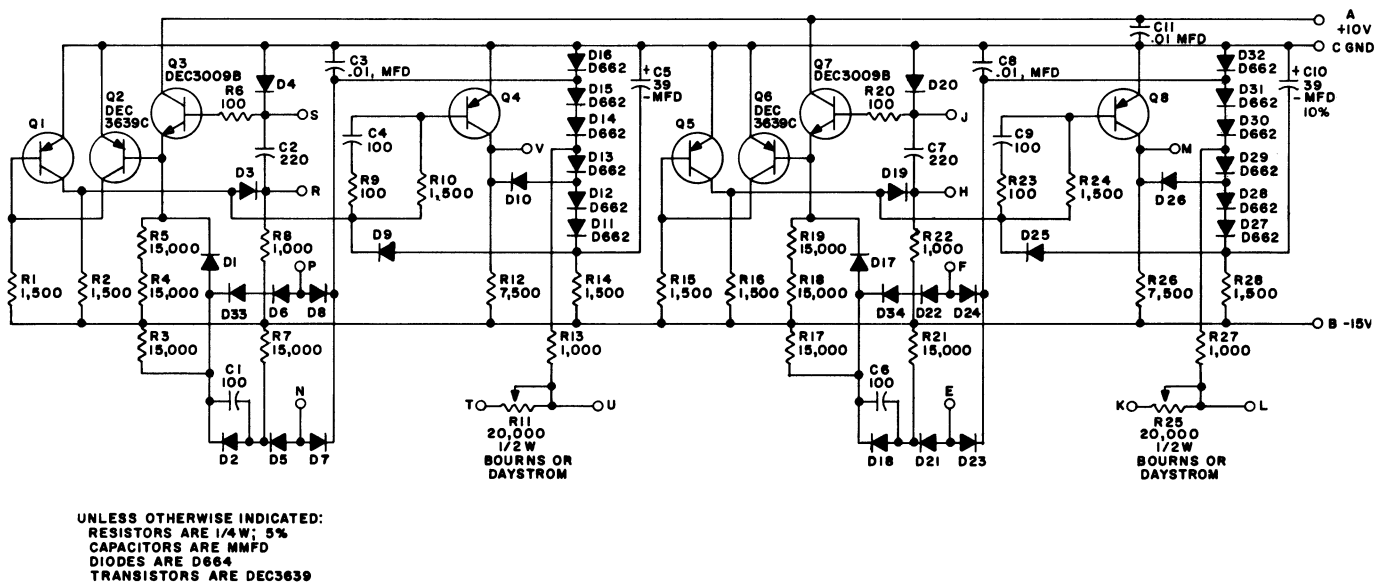 A
+10V
C GND
B -15V
C11
.01 MFD
Q3
DEC3009B
R6
100
D4
S
C3
.01, MFD
Q4
D16
D662
D15
D662
D14
D662
D13
D662
D12
D662
D11
D662
+ C5
39
-MFD
Q1
Q2
DEC
3639C
C2
220
D3
R
C4
100
R9
100
R10
1,500
V
D10
D9
R5
15,000
R4
15,000
R3
15,000
D1
R8
1,000
P
R1
1,500
R2
1,500
D33
D6
D8
R12
7,500
R14
1,500
R7
15,000
R13
1,000
C1
100
N
D2
D5
D7
T
U
R11
20,000
1/2W
BOURNS OR
DAYSTROM
Q7
DEC3009B
R20
100
D20
J
C8
.01, MFD
Q8
D32
D662
D31
D662
D30
D662
D29
D662
D28
D662
D27
D662
+ C10
39
-MFD
10%
Q5
Q6
DEC
3639C
C7
220
D19
H
C9
100
R23
100
R24
1,500
M
D26
D25
R19
15,000
R18
15,000
R17
15,000
D17
R22
1,000
F
R15
1,500
R16
1,500
D34
D22
D24
R26
7,500
R28
1,500
R21
15,000
R27
1,000
C6
100
E
D18
D21
D23
K
L
R25
20,000
1/2W
BOURNS OR
DAYSTROM
UNLESS OTHERWISE INDICATED:
RESISTORS ARE 1/4W; 5%
CAPACITORS ARE MMFD
DIODES ARE D664
TRANSISTORS ARE DEC3639